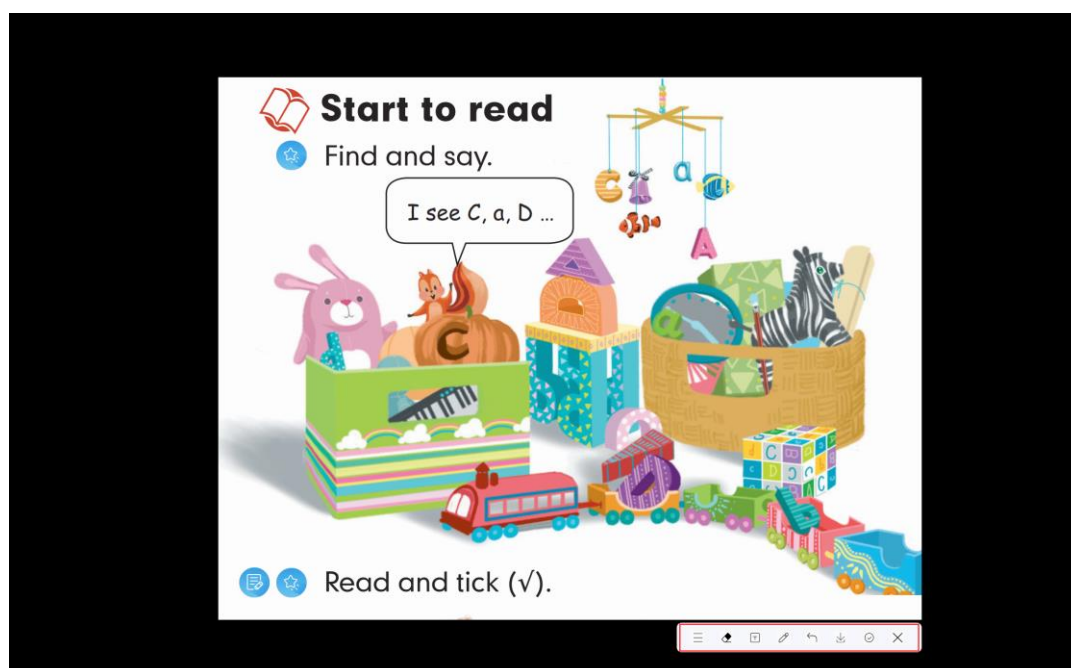 Start to read
Find and say.
I see C, a, D ...
C
a
A
C
a
Read and tick (√).